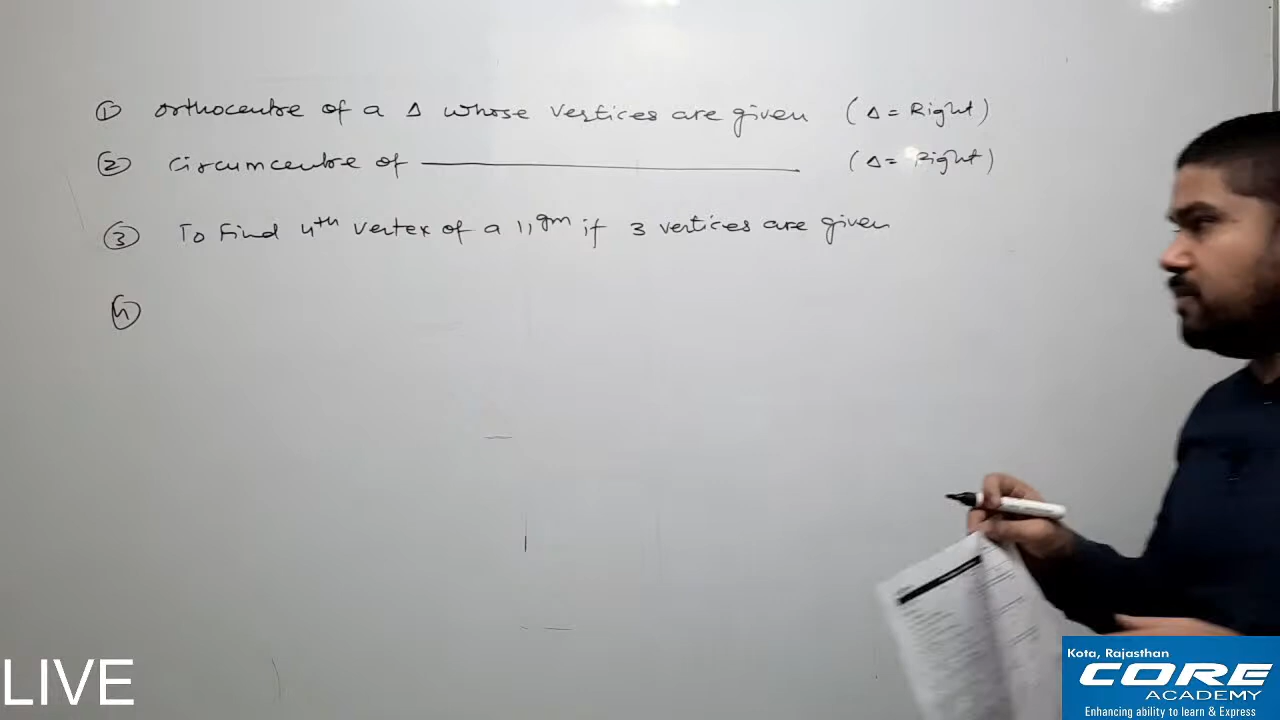 ① Orthocentre of a Δ whose vertices are given (Δ = Right)
② Circumcentre of ———————— (Δ = Right)
③ To Find 4th vertex of a ||gm if 3 vertices are given
④
LIVE
Kota, Rajasthan
CORE
ACADEMY
Enhancing ability to learn & Express